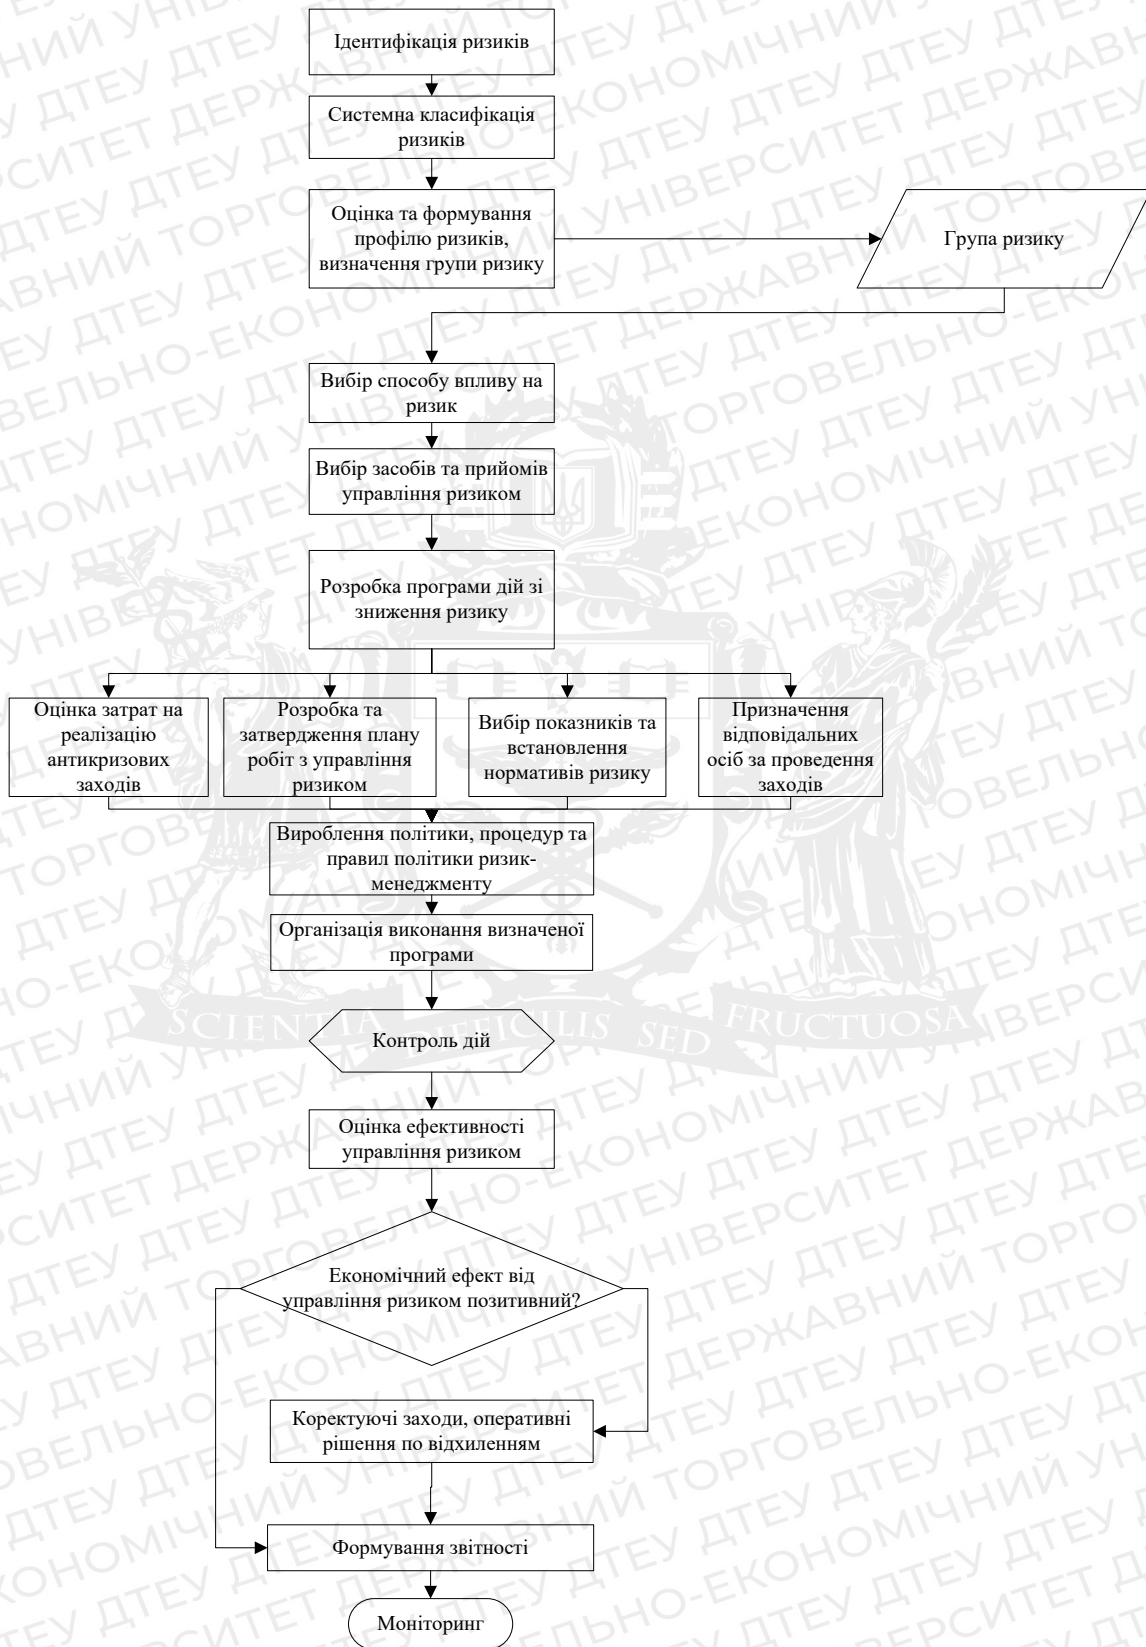 Ідентифікація ризиків
Системна класифікація
ризиків
Оцінка та формування
профілю ризиків,
визначення групи ризику
Група ризику
Вибір способу впливу на
ризик
Вибір засобів та прийомів
управління ризиком
Розробка програми дій зі
зниження ризику
Оцінка затрат на
реалізацію
антикризових
заходів
Розробка та
затвердження плану
робіт з управління
ризиком
Вибір показників та
встановлення
нормативів ризику
Призначення
відповідальних
осіб за проведення
заходів
Вироблення політики, процедур та
правил політики ризик-
менеджменту
Організація виконання визначеної
програми
SCIENTIA DIFFICILIS SED FRUCTUOSA
Контроль дій
Оцінка ефективності
управління ризиком
Економічний ефект від
управління ризиком позитивний?
Коректуючі заходи, оперативні
рішення по відхиленням
Формування звітності
Моніторинг